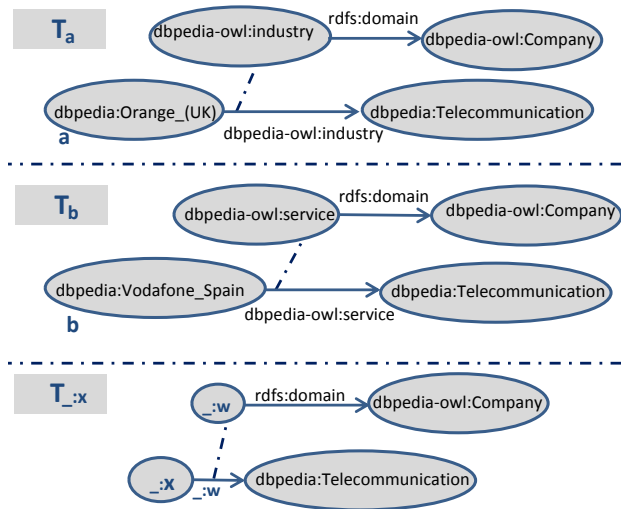 T_a
dbpedia-owl:industry
rdfs:domain
dbpedia-owl:Company
dbpedia:Orange_(UK)
a
dbpedia-owl:industry
dbpedia:Telecommunication
T_b
dbpedia-owl:service
rdfs:domain
dbpedia-owl:Company
dbpedia:Vodafone_Spain
b
dbpedia-owl:service
dbpedia:Telecommunication
T_:x
_:w
rdfs:domain
dbpedia-owl:Company
_:x
_:w
dbpedia:Telecommunication